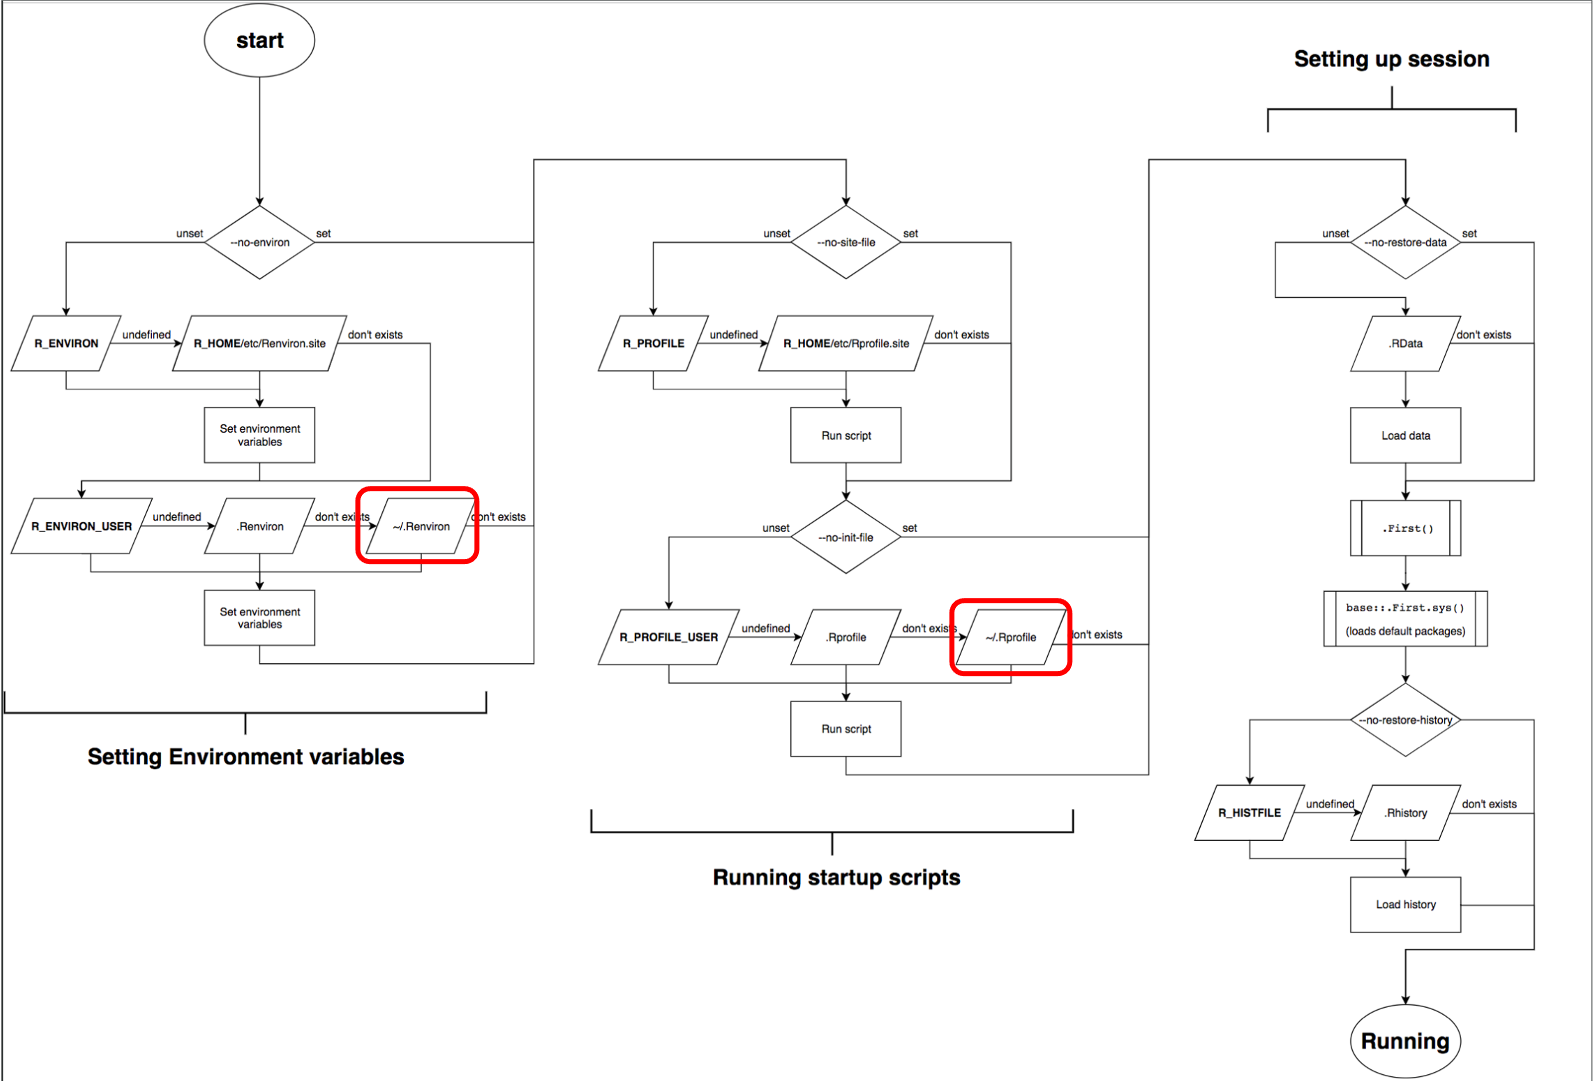 start
--no-environ
unset
set
R_ENVIRON
undefined
R_HOME/etc/Renviron.site
don't exists
Set environment
variables
R_ENVIRON_USER
undefined
.Renviron
don't exists
~/.Renviron
don't exists
Set environment
variables
Setting Environment variables
--no-site-file
unset
set
R_PROFILE
undefined
R_HOME/etc/Rprofile.site
don't exists
Run script
--no-init-file
unset
set
R_PROFILE_USER
undefined
.Rprofile
don't exists
~/.Rprofile
don't exists
Run script
Running startup scripts
Setting up session
--no-restore-data
unset
set
.RData
don't exists
Load data
.First()
base::.First.sys()
(loads default packages)
--no-restore-history
R_HISTFILE
undefined
.Rhistory
don't exists
Load history
Running